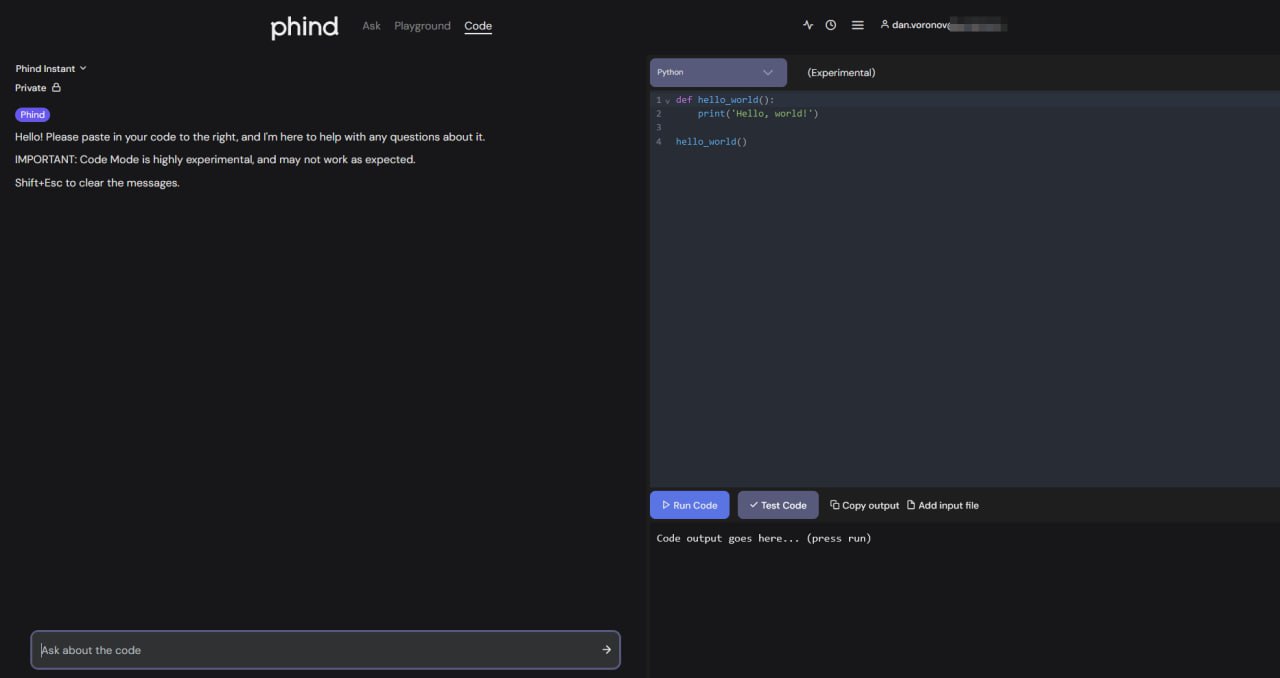 phind Ask Playground Code dan.voronov
Phind Instant
Private
Phind
Hello! Please paste in your code to the right, and I'm here to help with any questions about it.
IMPORTANT: Code Mode is highly experimental, and may not work as expected.
Shift+Esc to clear the messages.
Ask about the code
Python (Experimental)
1 def hello_world():
2     print('Hello, world!')
3
4 hello_world()
Run Code Test Code Copy output Add input file
Code output goes here... (press run)